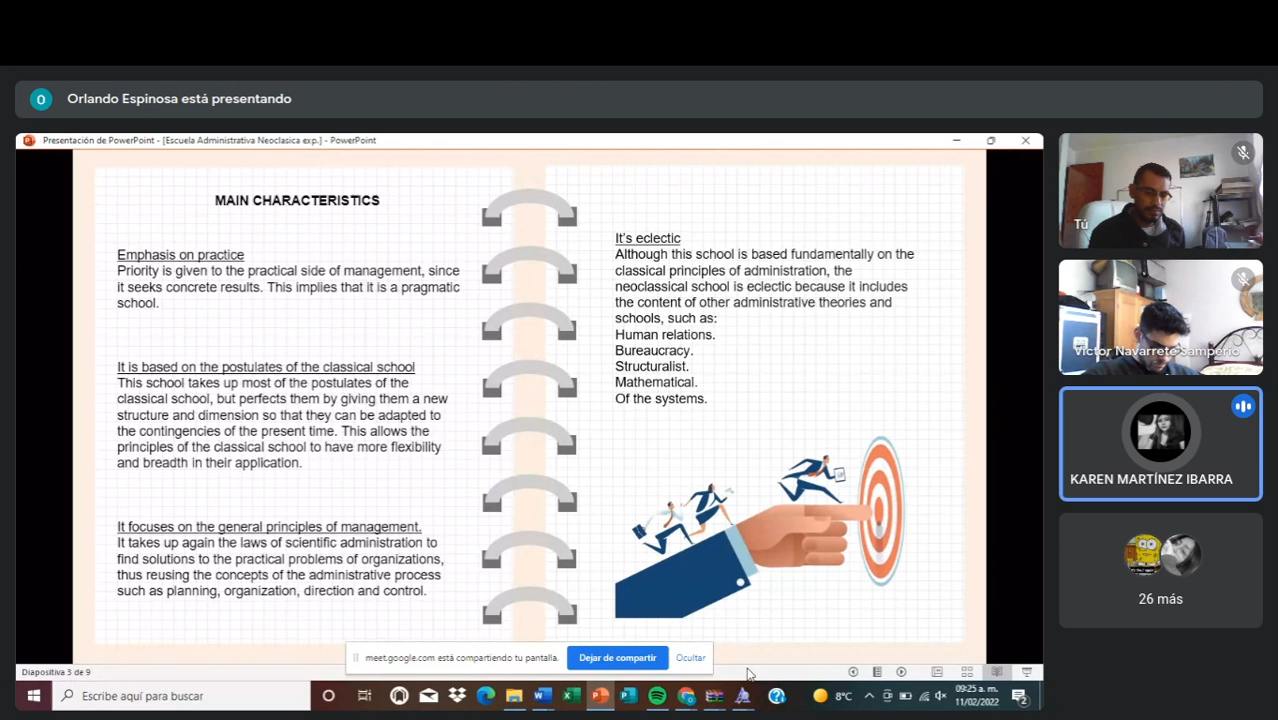 O
Orlando Espinosa está presentando
Presentación de PowerPoint - [Escuela Administrativa Neoclasica exp.] - PowerPoint
MAIN CHARACTERISTICS
Emphasis on practice
Priority is given to the practical side of management, since
it seeks concrete results. This implies that it is a pragmatic
school.
It is based on the postulates of the classical school
This school takes up most of the postulates of the
classical school, but perfects them by giving them a new
structure and dimension so that they can be adapted to
the contingencies of the present time. This allows the
principles of the classical school to have more flexibility
and breadth in their application.
It focuses on the general principles of management.
It takes up again the laws of scientific administration to
find solutions to the practical problems of organizations,
thus reusing the concepts of the administrative process
such as planning, organization, direction and control.
It's eclectic
Although this school is based fundamentally on the
classical principles of administration, the
neoclassical school is eclectic because it includes
the content of other administrative theories and
schools, such as:
Human relations.
Bureaucracy.
Structuralist.
Mathematical.
Of the systems.
Tú
Victor Navarrete Samperio
KAREN MARTÍNEZ IBARRA
26 más
meet.google.com está compartiendo tu pantalla.
Dejar de compartir
Ocultar
Diapositiva 3 de 9
Escribe aquí para buscar
8°C
09:25 a. m.
11/02/2022
2